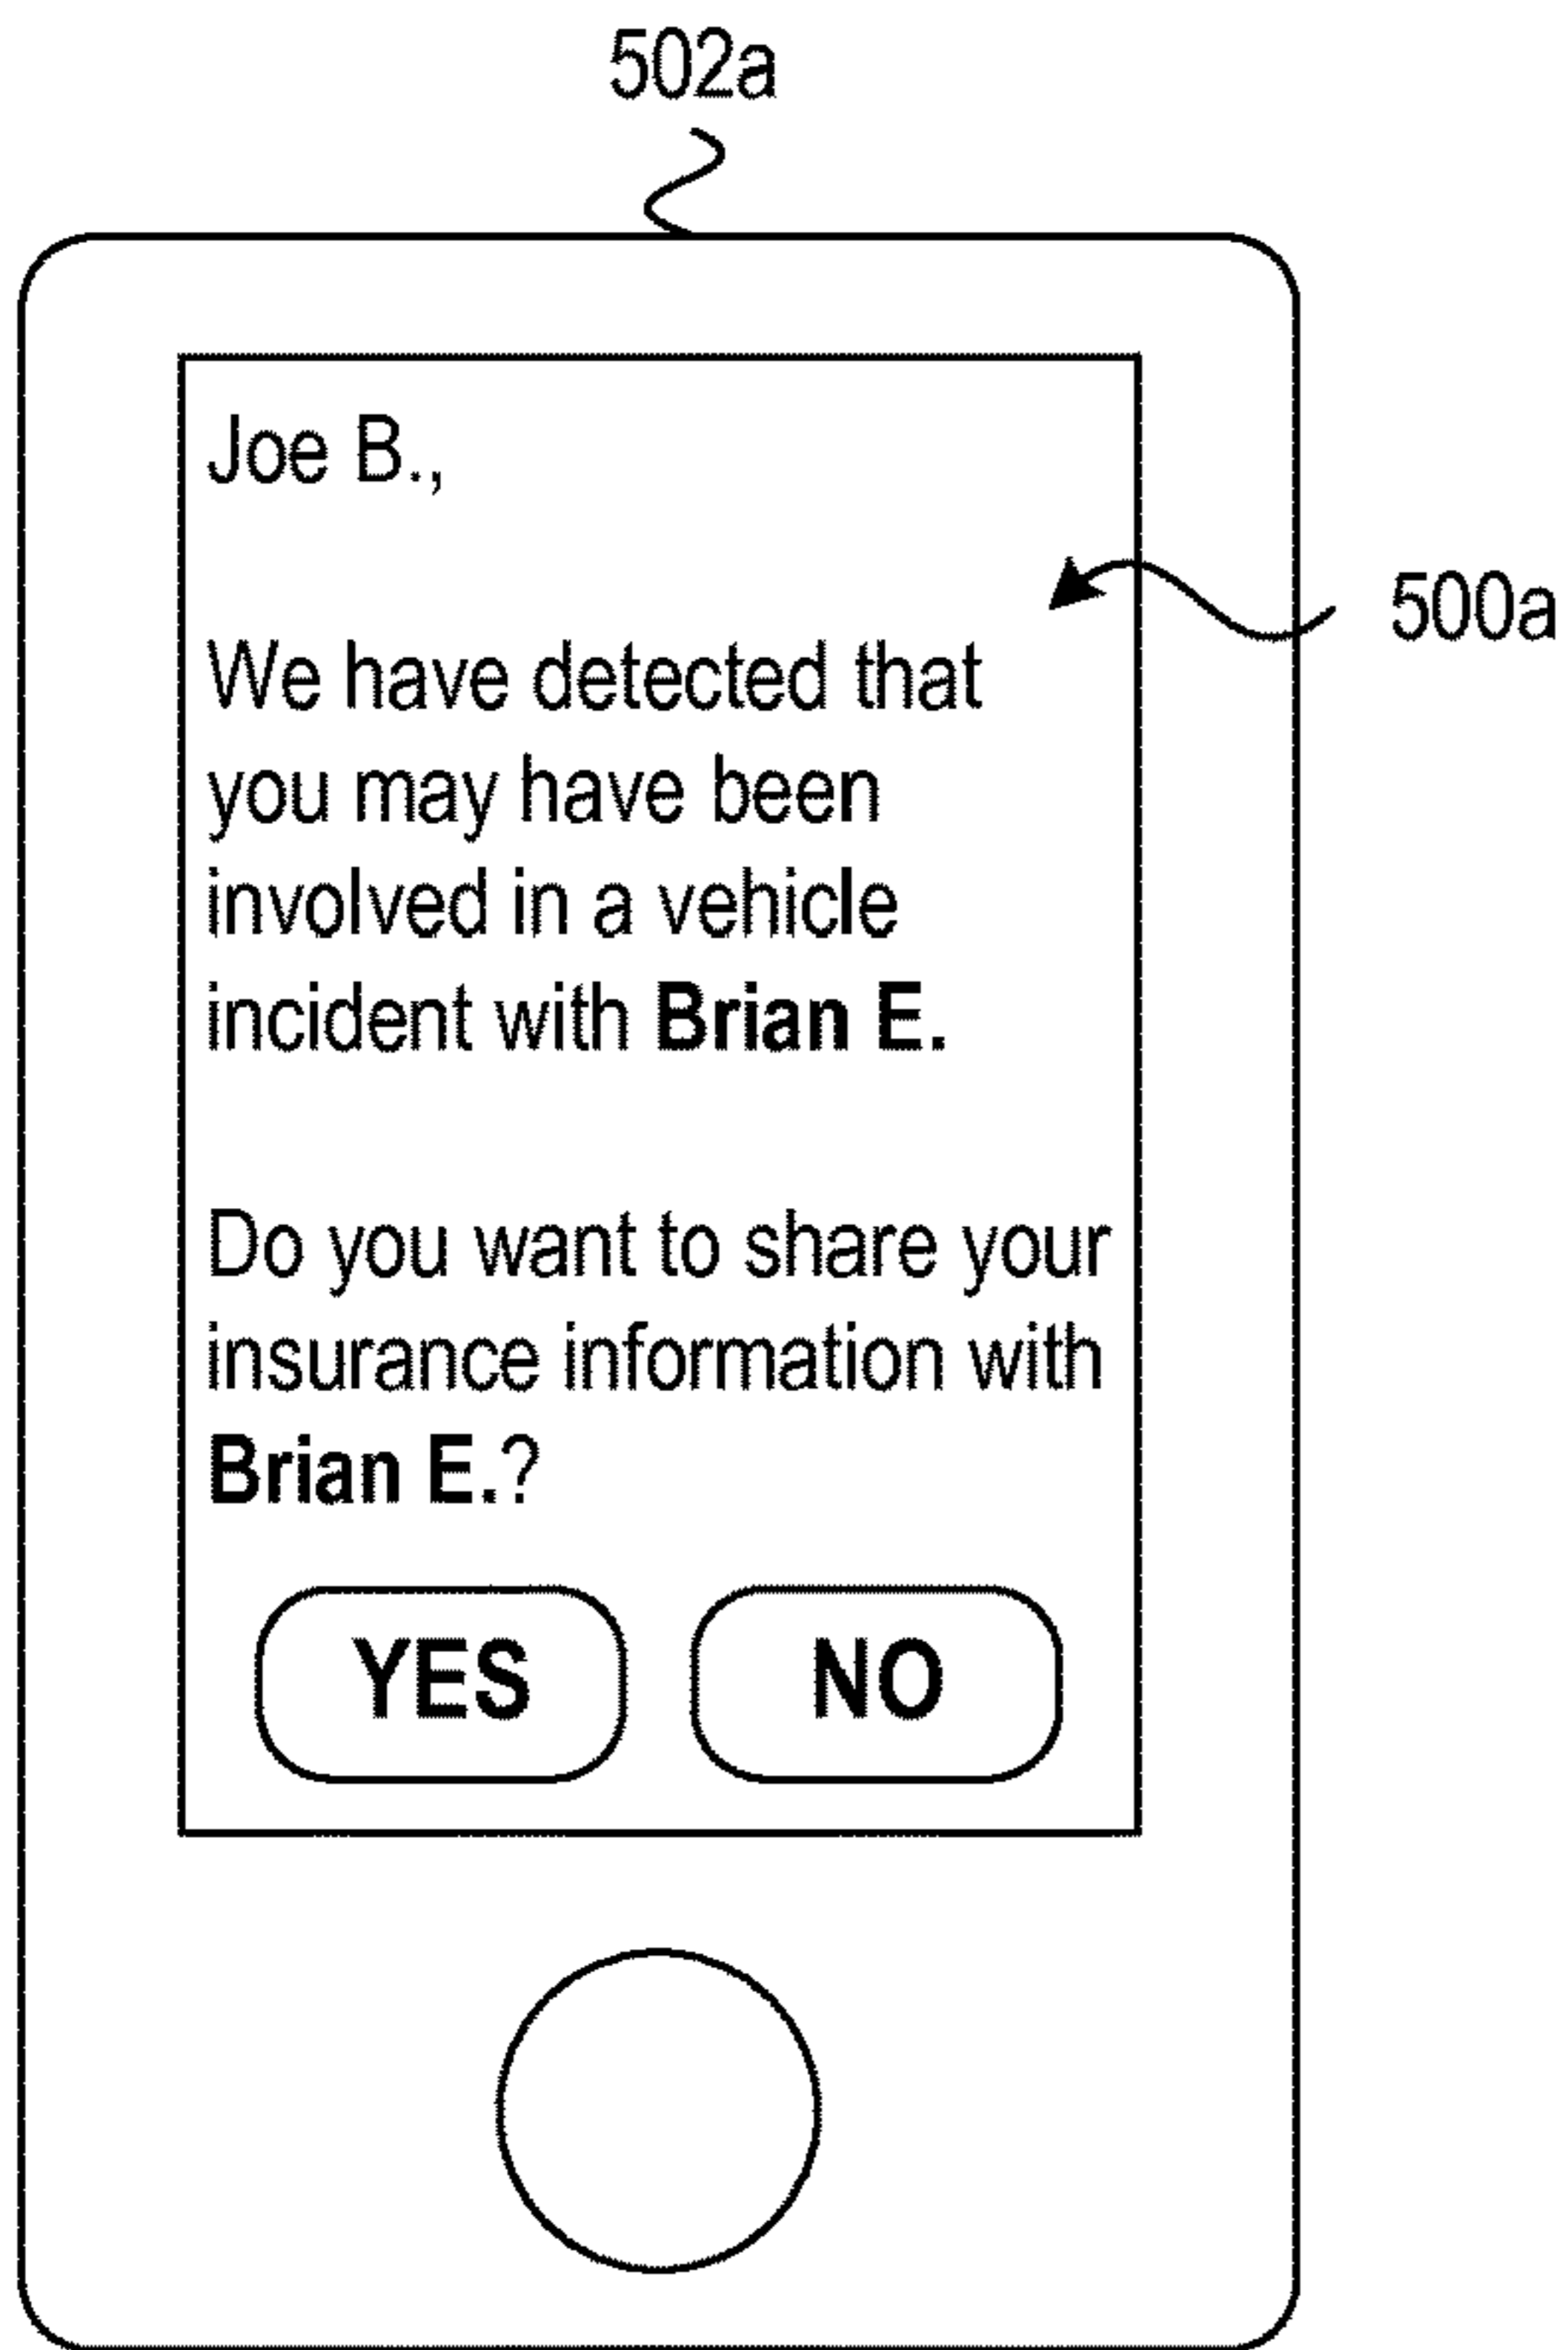 502a
Joe B.,
500a
We have detected that
you may have been
involved in a vehicle
incident with Brian E.
Do you want to share your
insurance information with
Brian E.?
YES NO